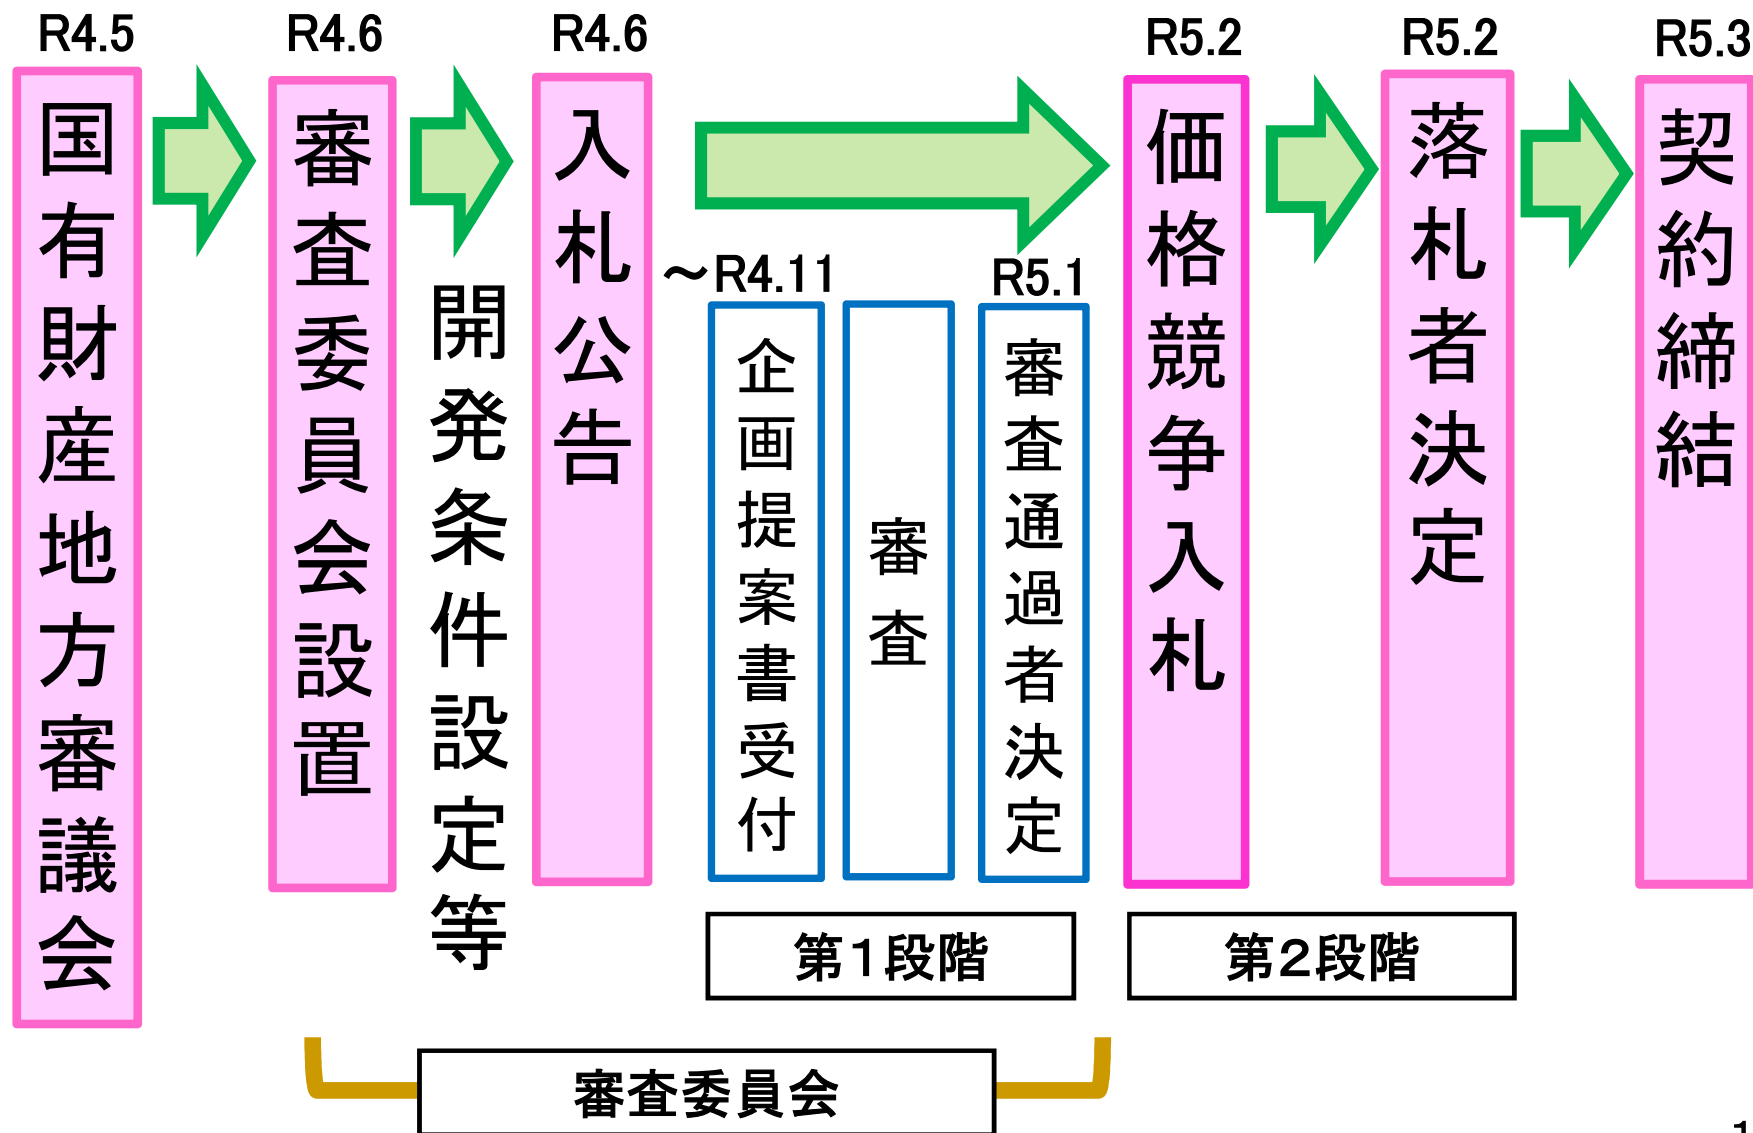 R4.5
国有財産地方審議会
R4.6
審査委員会設置
開発条件設定等
R4.6
入札公告
～R4.11
企画提案書受付
審査
R5.1
審査通過者決定
第１段階
R5.2
価格競争入札
R5.2
落札者決定
第２段階
R5.3
契約締結
審査委員会
1